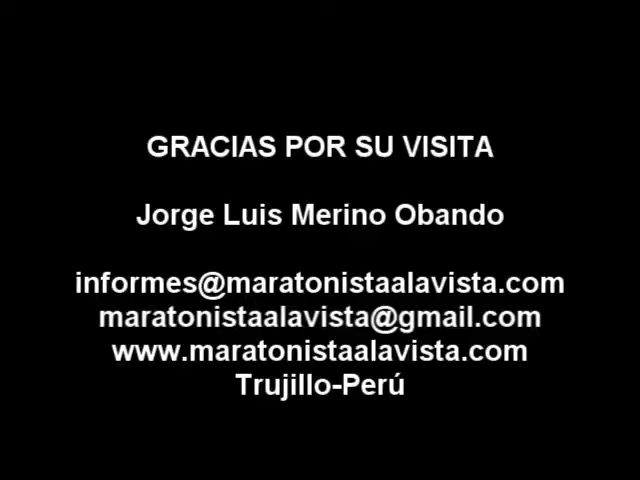 GRACIAS POR SU VISITA
Jorge Luis Merino Obando
informes@maratonistaalavista.com
maratonistaalavista@gmail.com
www.maratonistaalavista.com
Trujillo-Perú